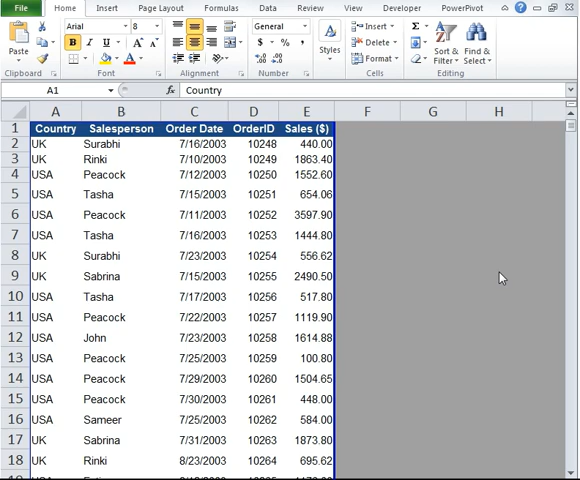 File Home Insert Page Layout Formulas Data Review View Developer PowerPivot
Paste
Arial 8
B I U A A
General
$ % ,
Styles
Insert
Delete
Format
Σ
Sort & Filter
Find & Select
Clipboard Font Alignment Number Cells Editing
A1 fx Country
A B C D E F G H
1 Country Salesperson Order Date OrderID Sales ($)
2 UK Surabhi 7/16/2003 10248 440.00
3 UK Rinki 7/10/2003 10249 1863.40
4 USA Peacock 7/12/2003 10250 1552.60
5 USA Tasha 7/15/2003 10251 654.06
6 USA Peacock 7/11/2003 10252 3597.90
7 USA Tasha 7/16/2003 10253 1444.80
8 UK Surabhi 7/23/2003 10254 556.62
9 UK Sabrina 7/15/2003 10255 2490.50
10 USA Tasha 7/17/2003 10256 517.80
11 USA Peacock 7/22/2003 10257 1119.90
12 USA John 7/23/2003 10258 1614.88
13 USA Peacock 7/25/2003 10259 100.80
14 USA Peacock 7/29/2003 10260 1504.65
15 USA Peacock 7/30/2003 10261 448.00
16 USA Sameer 7/25/2003 10262 584.00
17 UK Sabrina 7/31/2003 10263 1873.80
18 UK Rinki 8/23/2003 10264 695.62